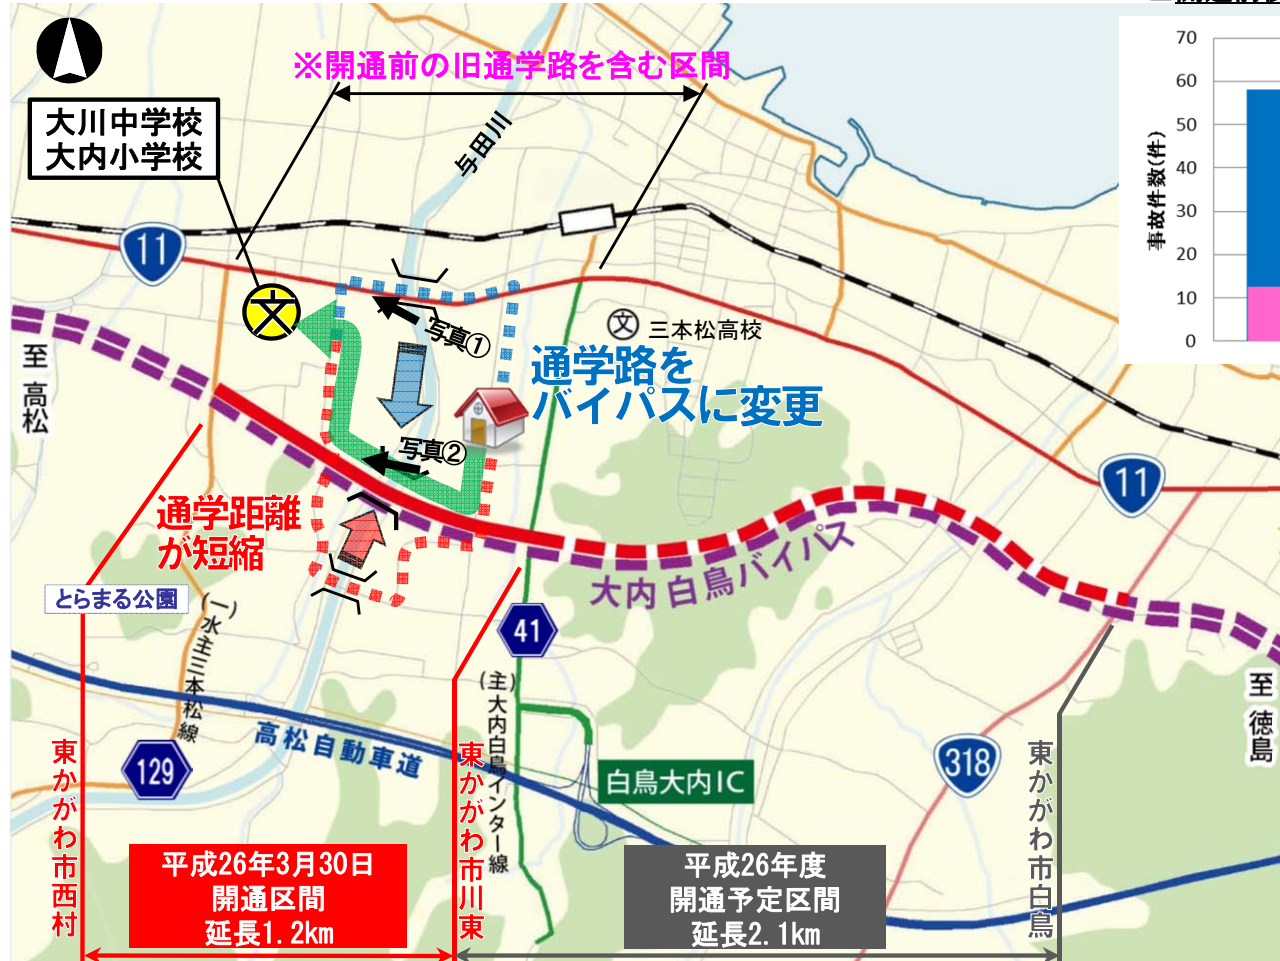 ※開通前の旧通学路を含む区間
大川中学校
大内小学校
与田川
11
文
写真①
文
三本松高校
至 高松
通学路を
バイパスに変更
写真②
11
通学距離
が短縮
大内白鳥バイパス
とらまる公園
(一)水主三本松線
41
(主)大内白鳥インター線
至 徳島
高松自動車道
129
白鳥大内IC
318
東かがわ市西村
東かがわ市川東
東かがわ市白鳥
平成26年3月30日
開通区間
延長1.2km
平成26年度
開通予定区間
延長2.1km
事故件数(件)
70
60
50
40
30
20
10
0